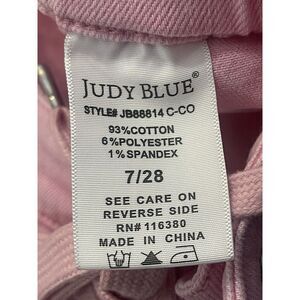 JUDY BLUE®
STYLE# JB88814 C-CO
93%COTTON
6%POLYESTER
1%SPANDEX
7/28
SEE CARE ON
REVERSE SIDE
RN# 116380
MADE IN CHINA